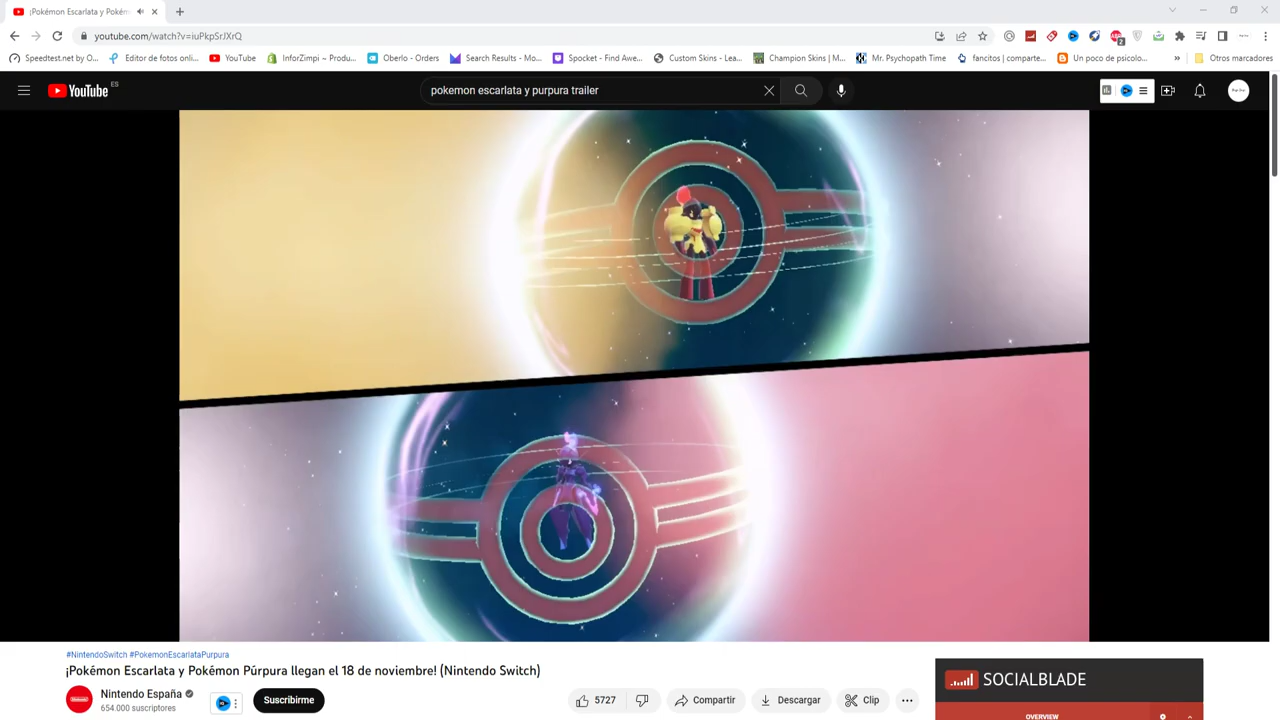 ¡Pokémon Escarlata y Pokém
youtube.com/watch?v=iuPkpSrJXrQ
ABP
2
Speedtest.net by O...
Editor de fotos onli...
YouTube
InforZimpi – Produ...
Oberlo - Orders
Search Results - Mo...
Spocket - Find Awe...
Custom Skins - Lea...
Champion Skins | M...
Mr. Psychopath Time
fancitos | comparte...
Un poco de psicolo...
»
Otros marcadores
YouTube ES
pokemon escarlata y purpura trailer
#NintendoSwitch #PokemonEscarlataPurpura
¡Pokémon Escarlata y Pokémon Púrpura llegan el 18 de noviembre! (Nintendo Switch)
Nintendo España
654.000 suscriptores
Suscribirme
5727
Compartir
Descargar
Clip
SOCIALBLADE
OVERVIEW